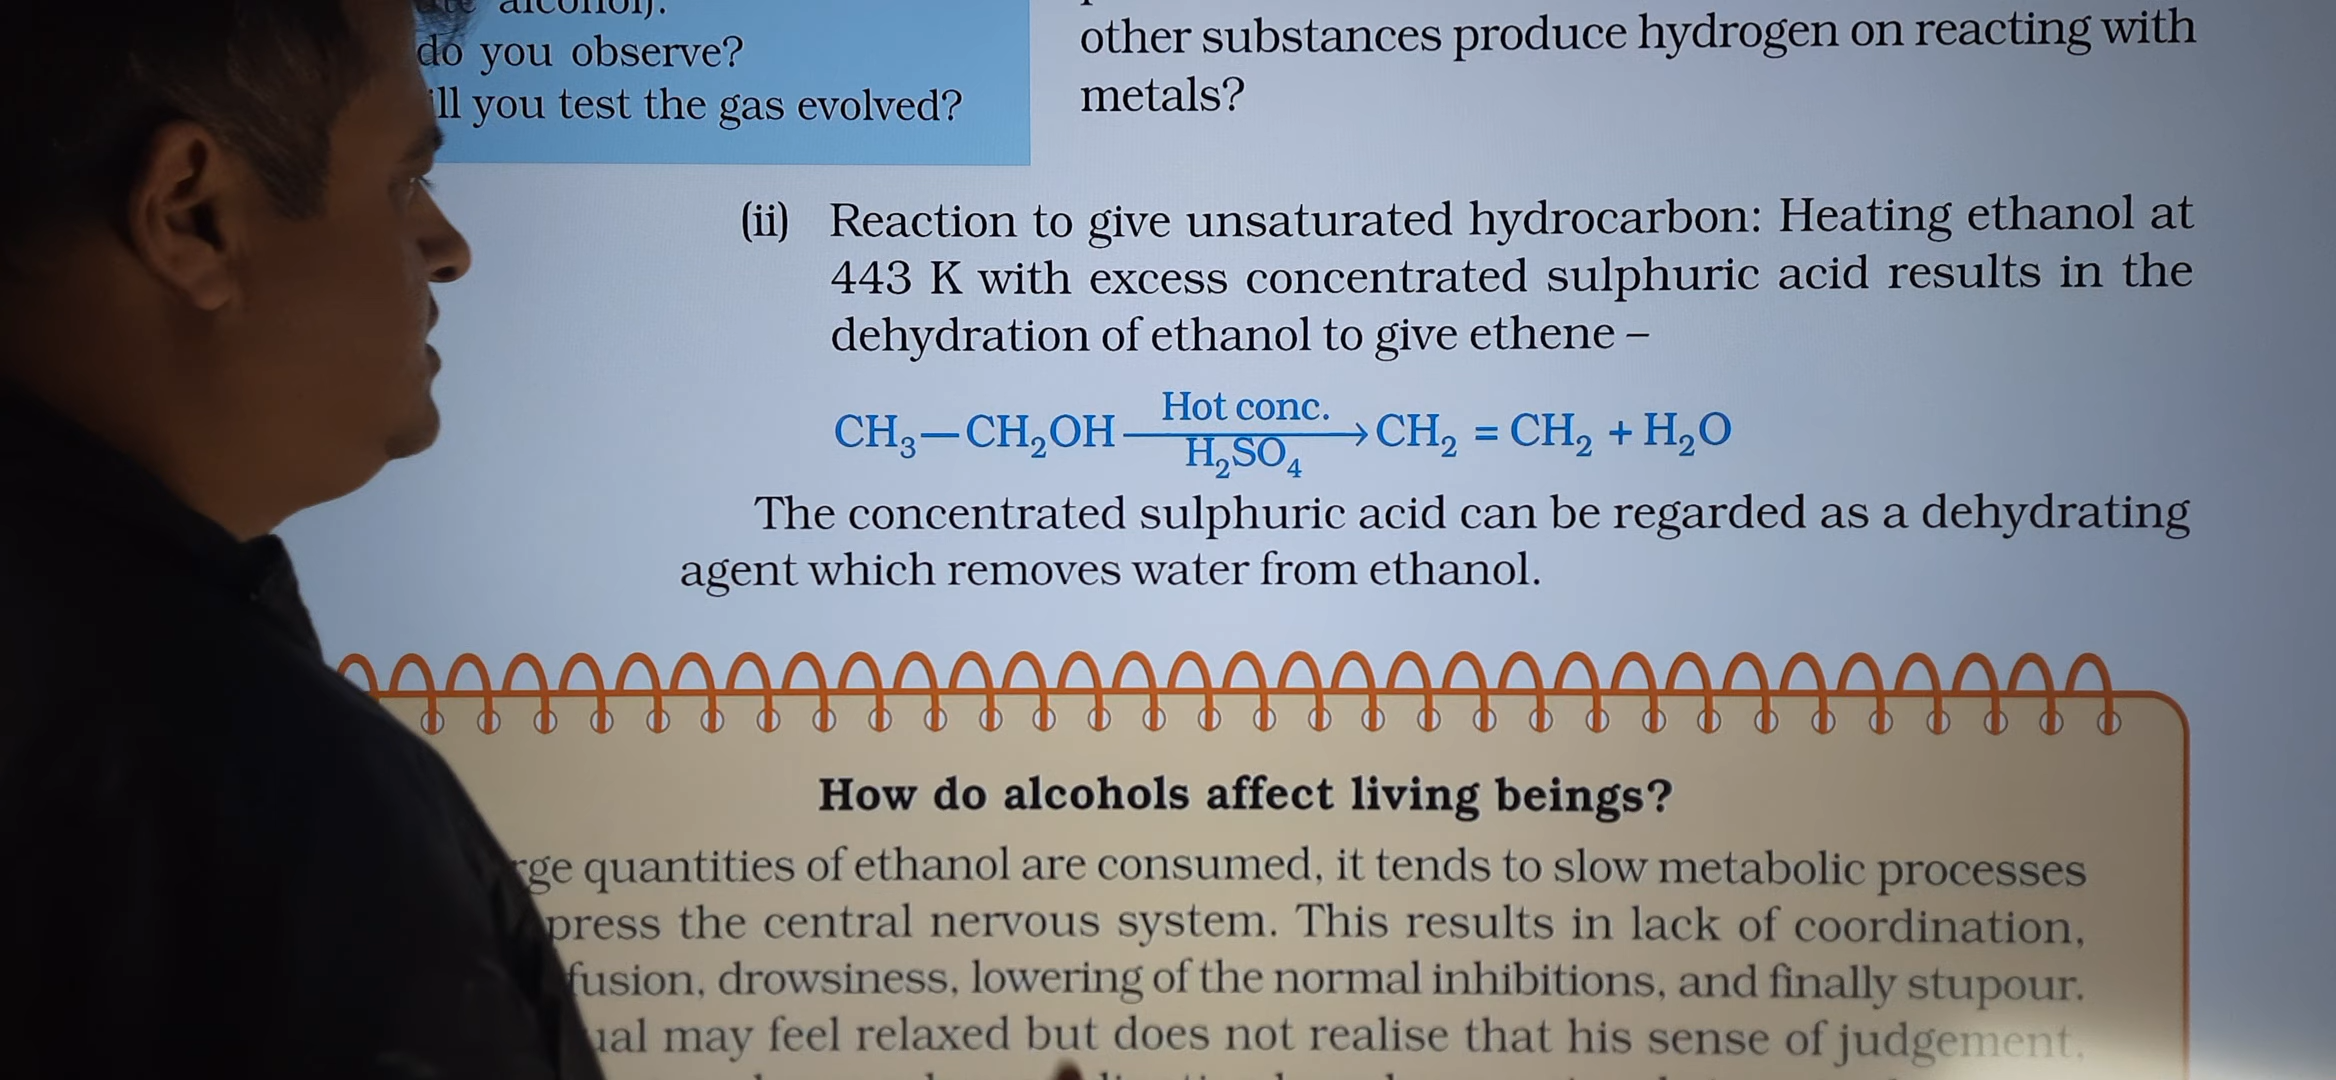 alcohol).
do you observe?
ill you test the gas evolved?
other substances produce hydrogen on reacting with
metals?
(ii) Reaction to give unsaturated hydrocarbon: Heating ethanol at
443 K with excess concentrated sulphuric acid results in the
dehydration of ethanol to give ethene –
CH₃—CH₂OH Hot conc. H₂SO₄ → CH₂ = CH₂ + H₂O
The concentrated sulphuric acid can be regarded as a dehydrating
agent which removes water from ethanol.
How do alcohols affect living beings?
rge quantities of ethanol are consumed, it tends to slow metabolic processes
press the central nervous system. This results in lack of coordination,
fusion, drowsiness, lowering of the normal inhibitions, and finally stupour.
ual may feel relaxed but does not realise that his sense of judgement,